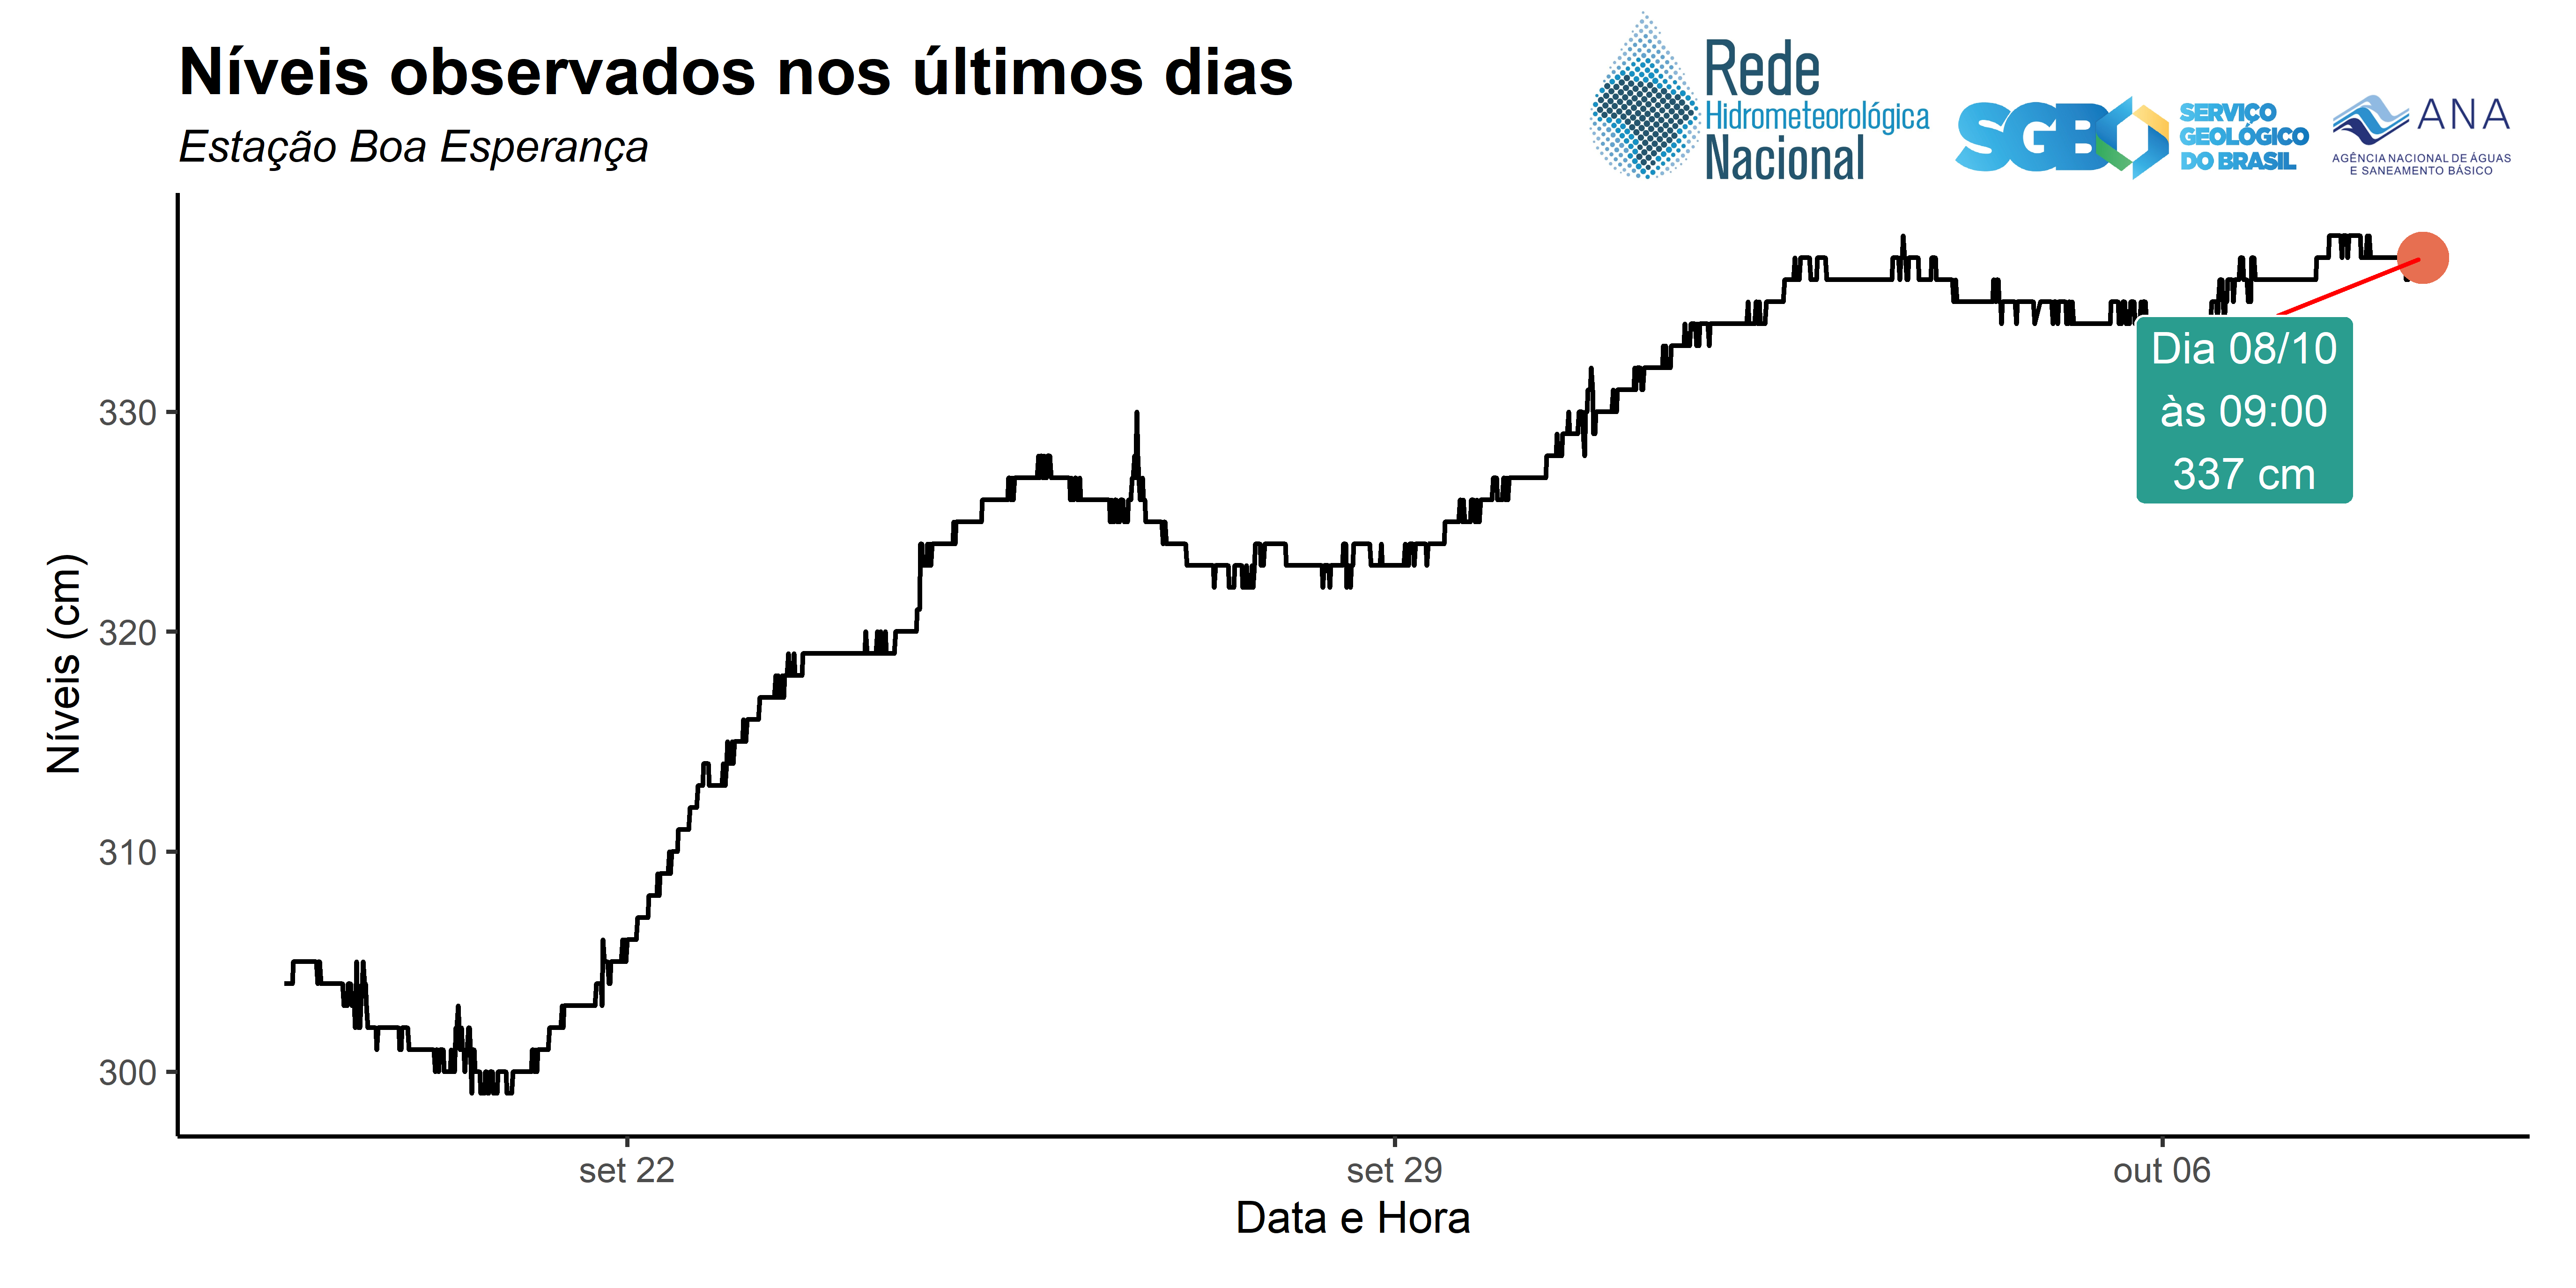 Níveis observados nos últimos dias
Estação Boa Esperança
Rede
Hidrometeorológica
Nacional
SGB
SERVIÇO
GEOLÓGICO
DO BRASIL
ANA
AGÊNCIA NACIONAL DE ÁGUAS
E SANEAMENTO BÁSICO
Níveis (cm)
330
320
310
300
Dia 08/10
às 09:00
337 cm
set 22
set 29
out 06
Data e Hora